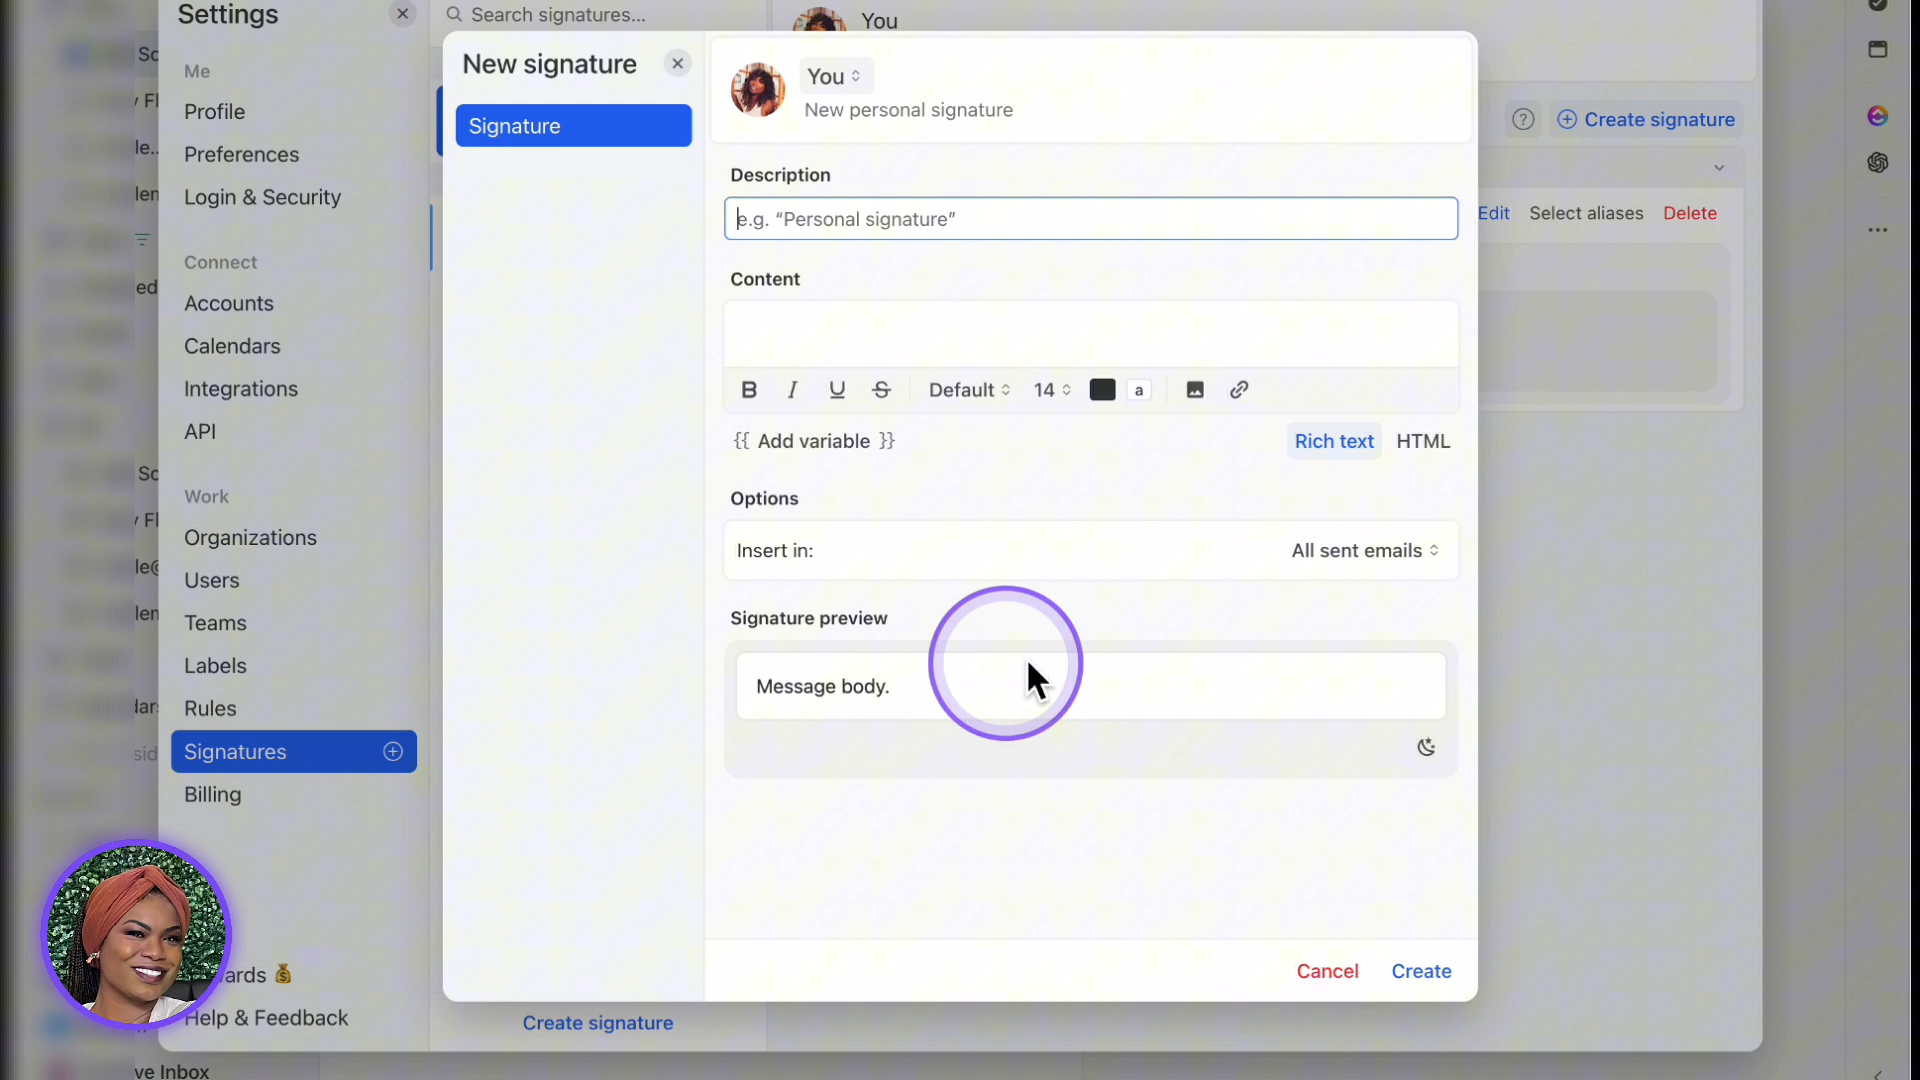 Settings
Me
Profile
Preferences
Login & Security
Connect
Accounts
Calendars
Integrations
API
Work
Organizations
Users
Teams
Labels
Rules
Signatures
Billing
Help & Feedback
Search signatures...
Create signature
You
Create signature
Edit Select aliases Delete
New signature
Signature
You
New personal signature
Description
e.g. “Personal signature”
Content
B I U S Default 14 a
{{ Add variable }}
Rich text HTML
Options
Insert in: All sent emails
Signature preview
Message body.
Cancel Create
Inbox